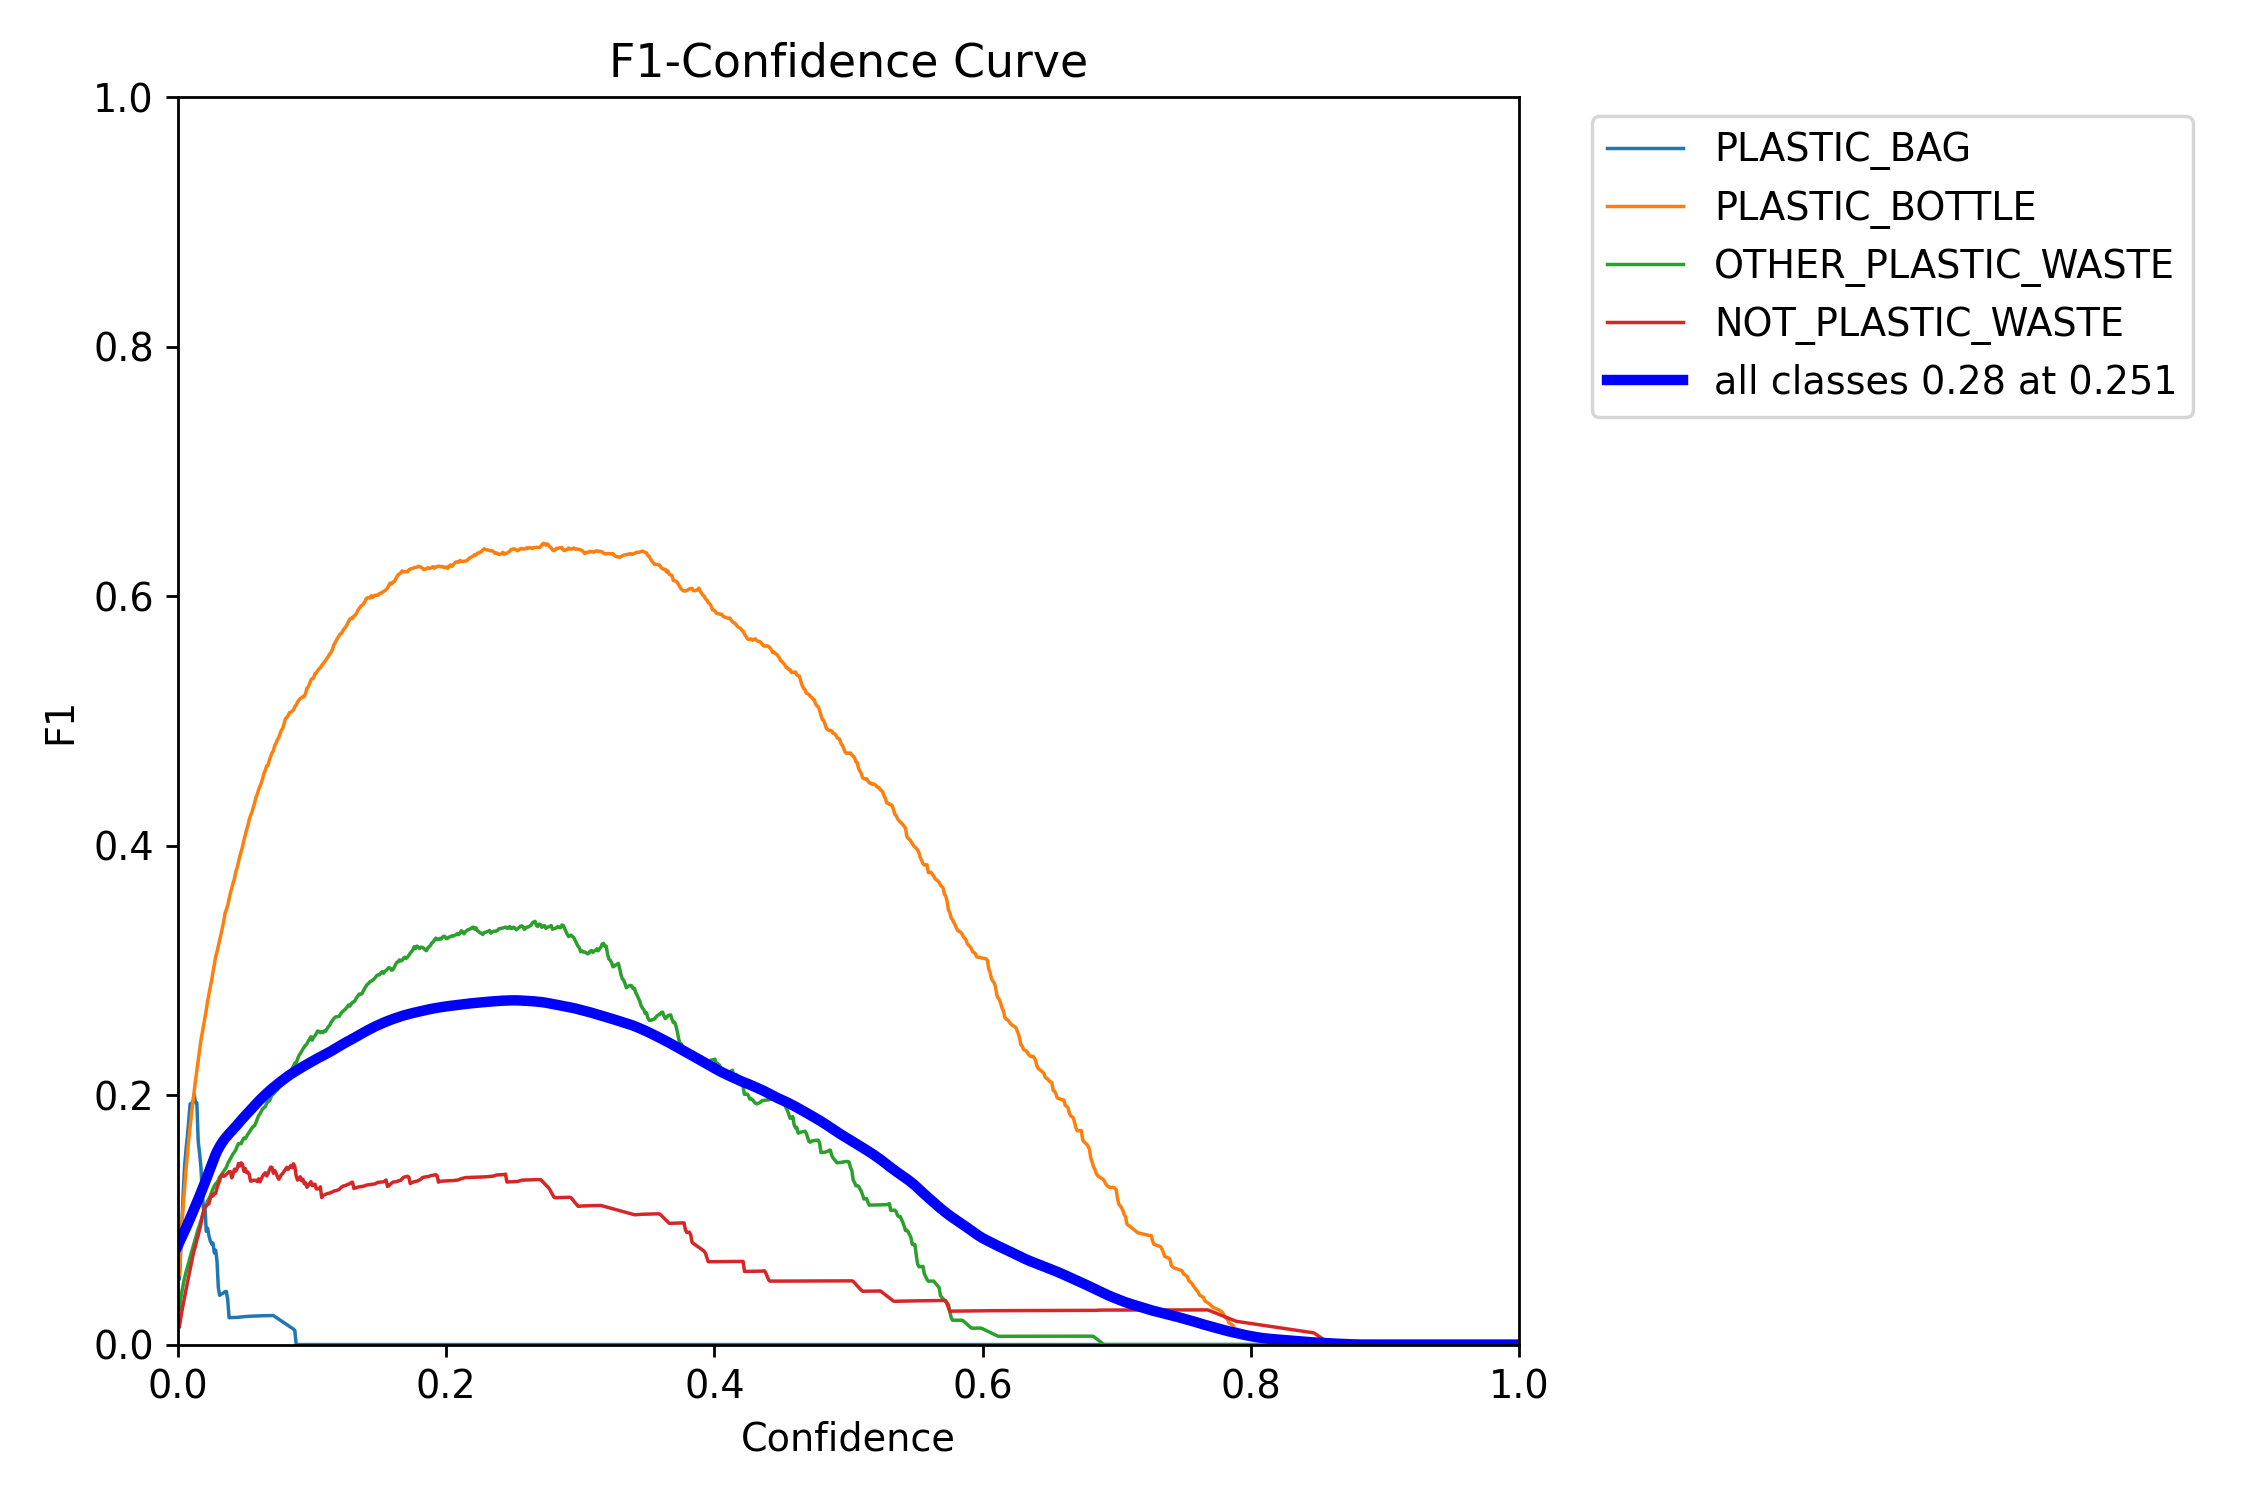 F1-Confidence Curve
1.0
0.8
0.6
0.4
0.2
0.0
F1
0.0 0.2 0.4 0.6 0.8 1.0
Confidence
PLASTIC_BAG
PLASTIC_BOTTLE
OTHER_PLASTIC_WASTE
NOT_PLASTIC_WASTE
all classes 0.28 at 0.251